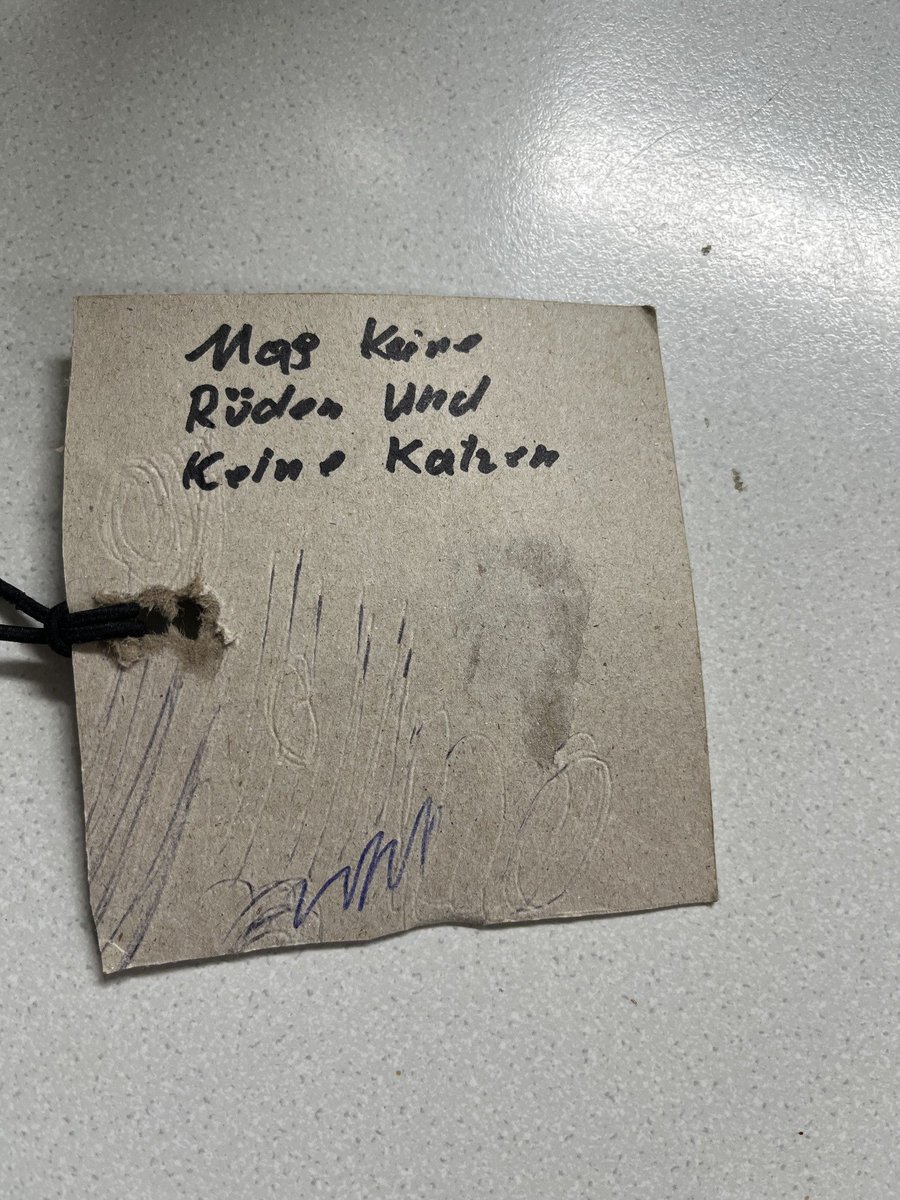 Mag Keine
Rüden Und
Keine Katzen